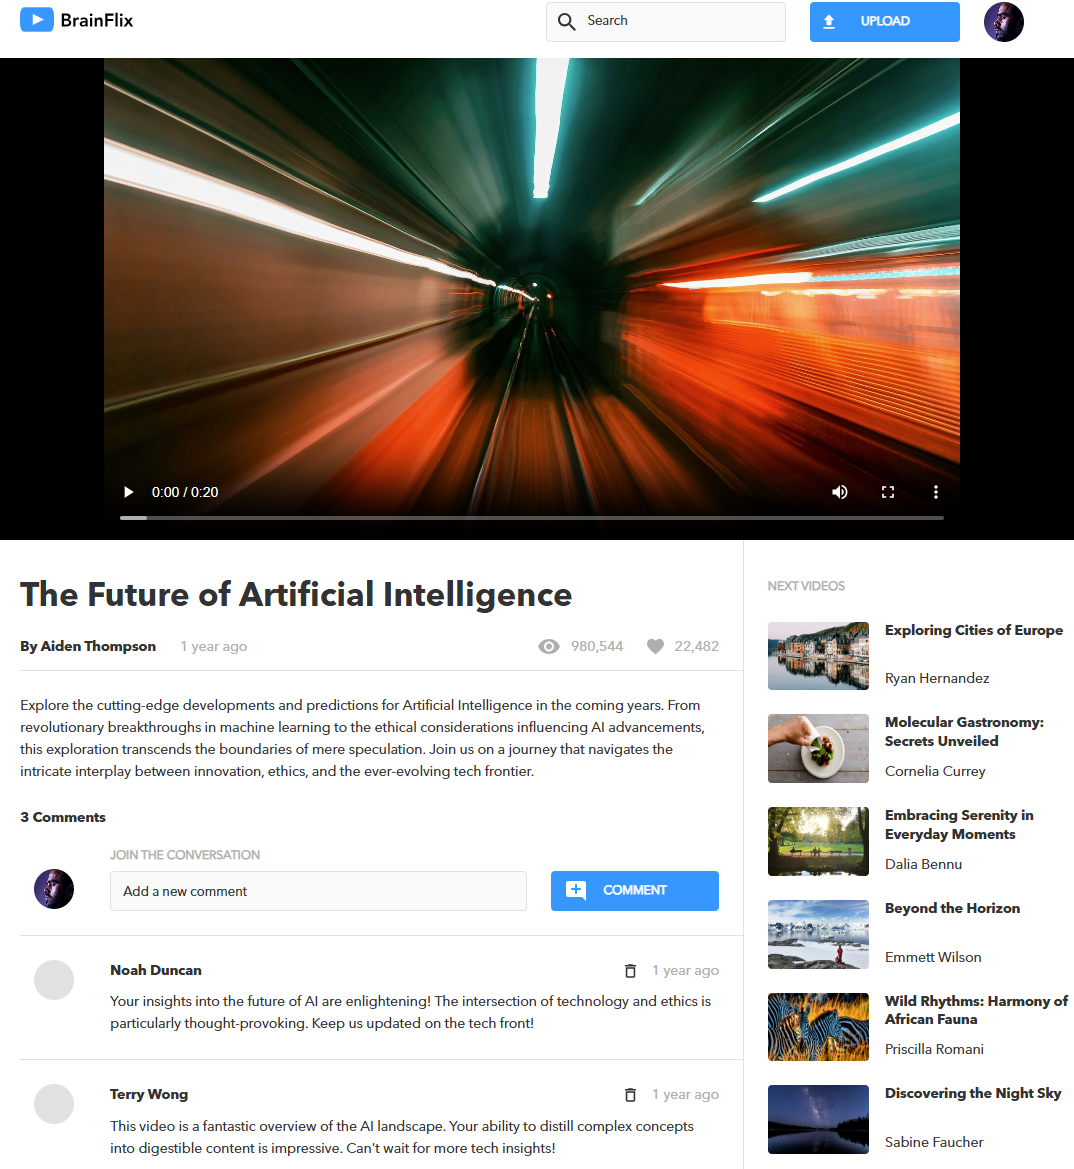 BrainFlix
Search
UPLOAD
0:00 / 0:20
The Future of Artificial Intelligence
By Aiden Thompson
1 year ago
980,544
22,482
Explore the cutting-edge developments and predictions for Artificial Intelligence in the coming years. From
revolutionary breakthroughs in machine learning to the ethical considerations influencing AI advancements,
this exploration transcends the boundaries of mere speculation. Join us on a journey that navigates the
intricate interplay between innovation, ethics, and the ever-evolving tech frontier.
3 Comments
JOIN THE CONVERSATION
Add a new comment
COMMENT
Noah Duncan
1 year ago
Your insights into the future of AI are enlightening! The intersection of technology and ethics is
particularly thought-provoking. Keep us updated on the tech front!
Terry Wong
1 year ago
This video is a fantastic overview of the AI landscape. Your ability to distill complex concepts
into digestible content is impressive. Can't wait for more tech insights!
NEXT VIDEOS
Exploring Cities of Europe
Ryan Hernandez
Molecular Gastronomy:
Secrets Unveiled
Cornelia Currey
Embracing Serenity in
Everyday Moments
Dalia Bennu
Beyond the Horizon
Emmett Wilson
Wild Rhythms: Harmony of
African Fauna
Priscilla Romani
Discovering the Night Sky
Sabine Faucher